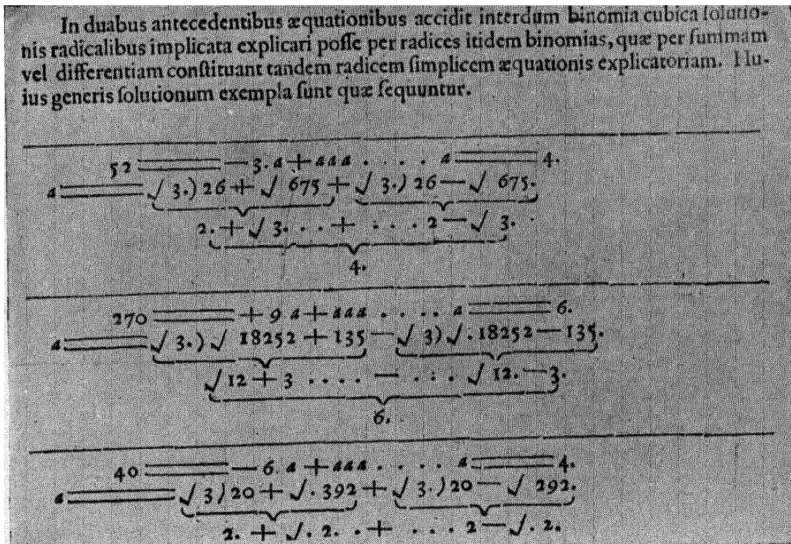 In duabus antecedentibus æquationibus accidit interdum binomia cubica ſolutio-
nis radicalibus implicata explicari poſſe per radices itidem binomias, quæ per ſummam
vel differentiam conſtituant tandem radicem ſimplicem æquationis explicatoriam. Hu-
ius generis ſolutionum exempla ſunt quæ ſequuntur.
52 ═ — 3. a + aaa . . . . a ═ 4.
a ═ √ 3.) 26 + √ 675 + √ 3.) 26 — √ 675.
2. + √ 3. . . + . . . 2 — √ 3.
4.
270 ═ + 9 a + aaa . . . . a ═ 6.
a ═ √ 3.) √ 18252 + 135 — √ 3) √ . 18252 — 135.
√ 12 + 3 . . . . — . . . √ 12. — 3.
6.
40 ═ — 6. a + aaa . . . . a ═ 4.
a ═ √ 3) 20 + √ . 392 + √ 3.) 20 — √ 292.
2. + √ . 2. . + . . . 2 — √ . 2.